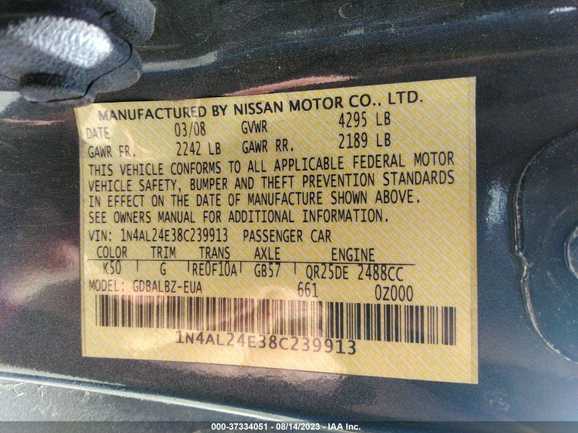 MANUFACTURED BY NISSAN MOTOR CO., LTD.
DATE 03/08 GVWR 4295 LB
GAWR FR. 2242 LB GAWR RR. 2189 LB
THIS VEHICLE CONFORMS TO ALL APPLICABLE FEDERAL MOTOR
VEHICLE SAFETY, BUMPER AND THEFT PREVENTION STANDARDS
IN EFFECT ON THE DATE OF MANUFACTURE SHOWN ABOVE.
SEE OWNERS MANUAL FOR ADDITIONAL INFORMATION.
VIN: 1N4AL24E38C239913 PASSENGER CAR
COLOR TRIM TRANS AXLE ENGINE
K50 G RE0F10A GB57 QR25DE 2488CC
MODEL: GDBALBZ-EUA 661 0Z000
1N4AL24E38C239913
000-37334051 - 08/14/2023 - IAA Inc.